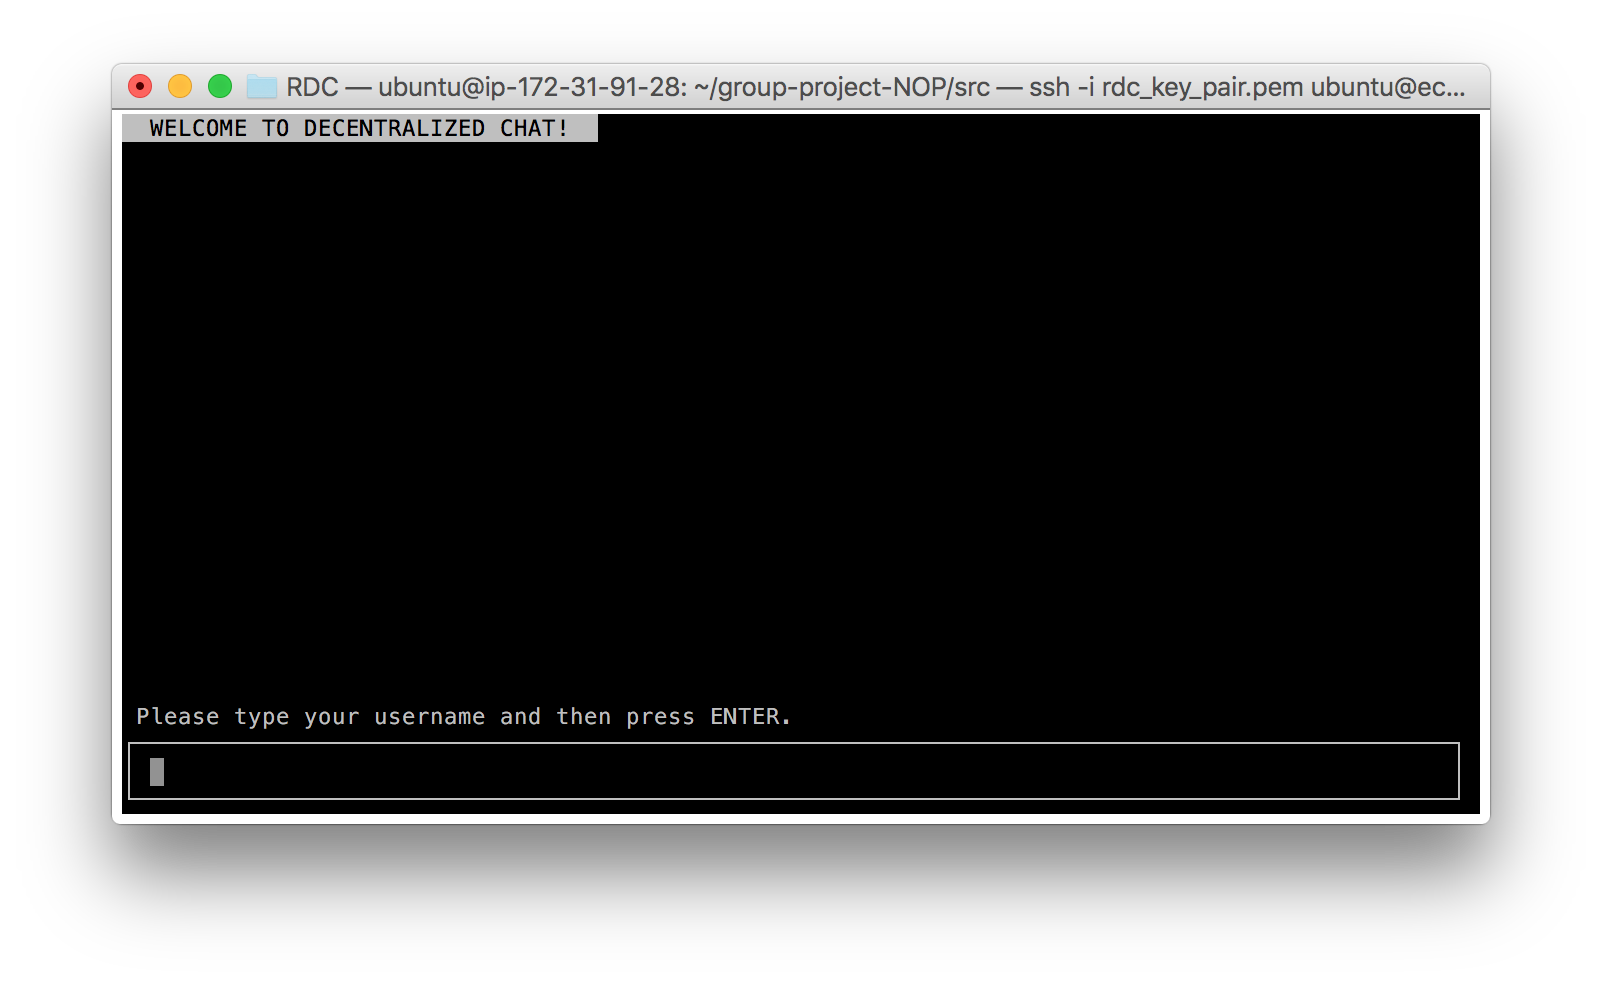 RDC — ubuntu@ip-172-31-91-28: ~/group-project-NOP/src — ssh -i rdc_key_pair.pem ubuntu@ec...
WELCOME TO DECENTRALIZED CHAT!
Please type your username and then press ENTER.